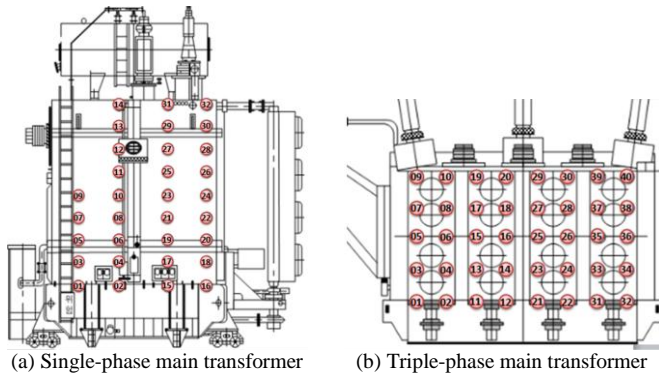 14 31 32
13 29 30
12 27 28
11 25 26
09 10 23 24
07 08 21 22
05 06 19 20
03 04 17 18
01 02 15 16
09 10 19 20 29 30 39 40
07 08 17 18 27 28 37 38
05 06 15 16 25 26 35 36
03 04 13 14 23 24 33 34
01 02 11 12 21 22 31 32
(a) Single-phase main transformer (b) Triple-phase main transformer